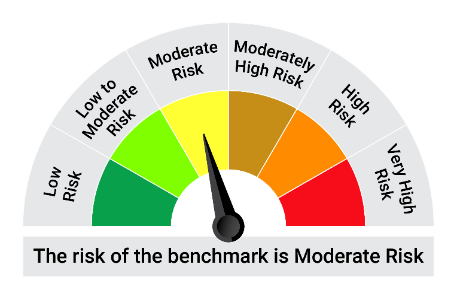 Low
Risk
Low to
Moderate
Risk
Moderate
Risk
Moderately
High Risk
High
Risk
Very High
Risk
The risk of the benchmark is Moderate Risk